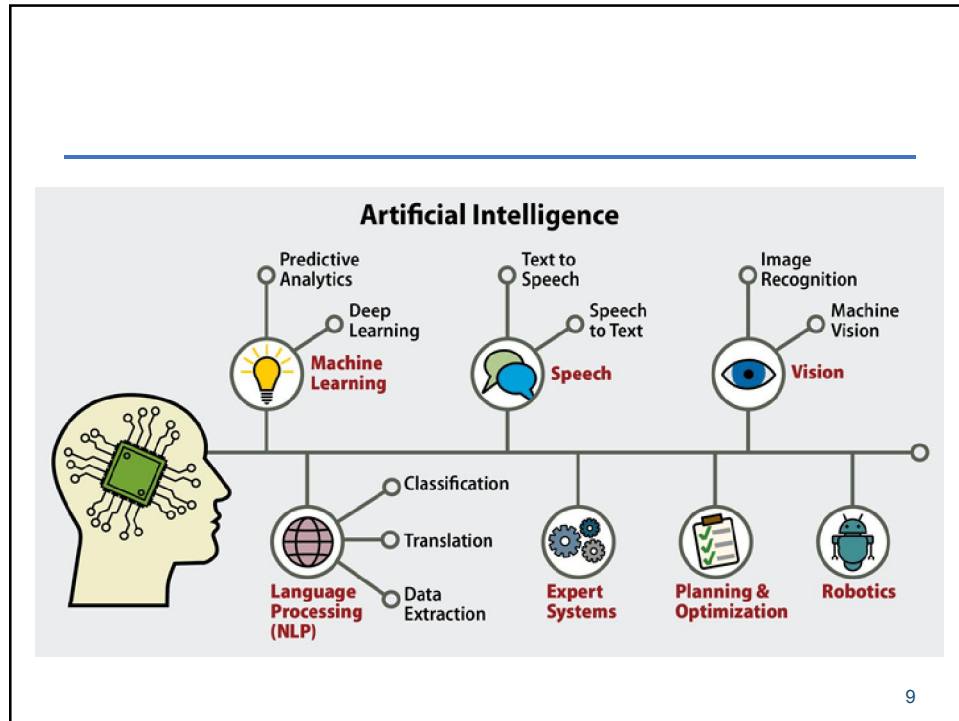 Artificial Intelligence
Predictive
Analytics
Deep
Learning
Machine
Learning
Text to
Speech
Speech
to Text
Speech
Image
Recognition
Machine
Vision
Vision
Classification
Translation
Data
Extraction
Language
Processing
(NLP)
Expert
Systems
Planning &
Optimization
Robotics
9